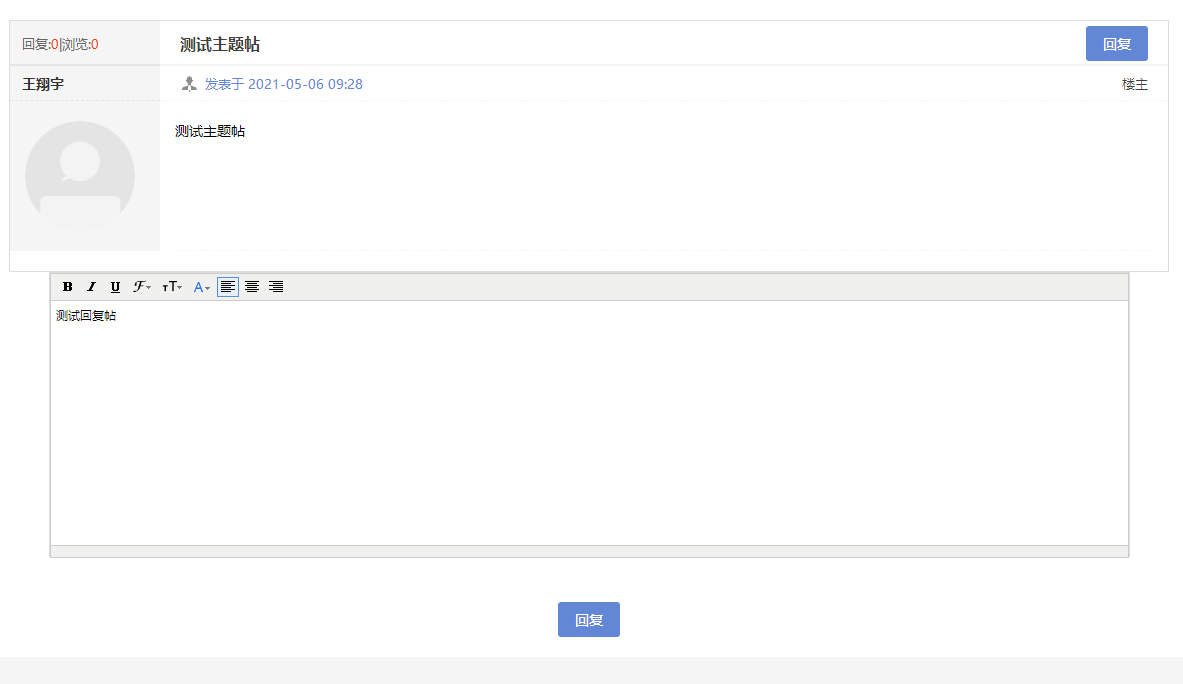 回复:0|浏览:0
测试主题帖
回复
王翔宇
发表于 2021-05-06 09:28
楼主
测试主题帖
B I U ℱ тT A
测试回复帖
回复